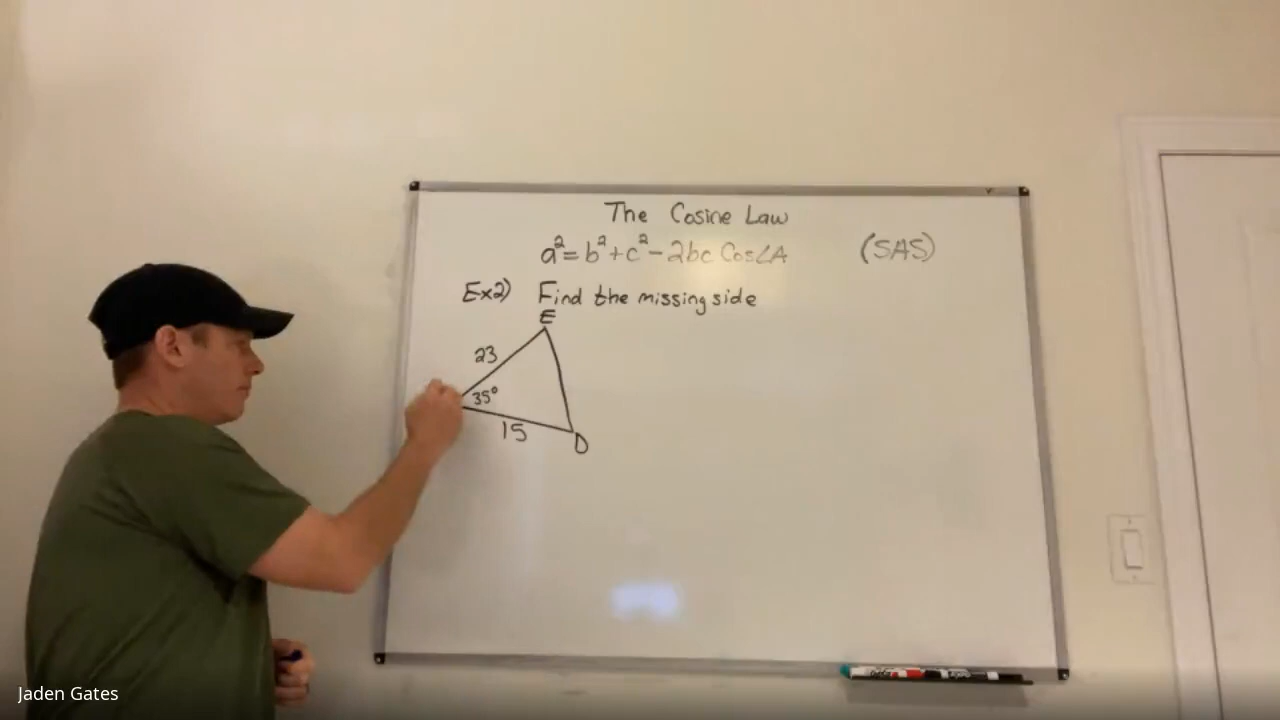 The Cosine Law
a²=b²+c²-2bc Cos∠A (SAS)
Ex2) Find the missing side
E
23
35°
15
D
Jaden Gates